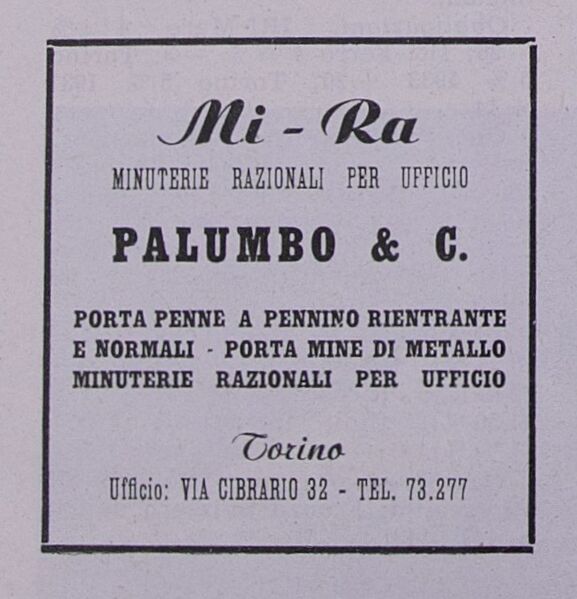 Mi - Ra
MINUTERIE RAZIONALI PER UFFICIO
PALUMBO & C.
PORTA PENNE A PENNINO RIENTRANTE
E NORMALI - PORTA MINE DI METALLO
MINUTERIE RAZIONALI PER UFFICIO
Torino
Ufficio: VIA CIBRARIO 32 - TEL. 73.277